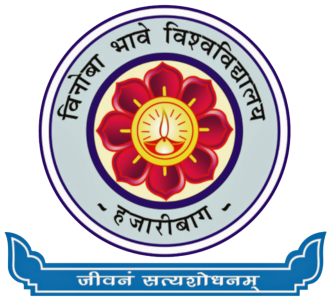 विनोबा भावे विश्वविद्यालय
- हजारीबाग -
जीवनं सत्यशोधनम्